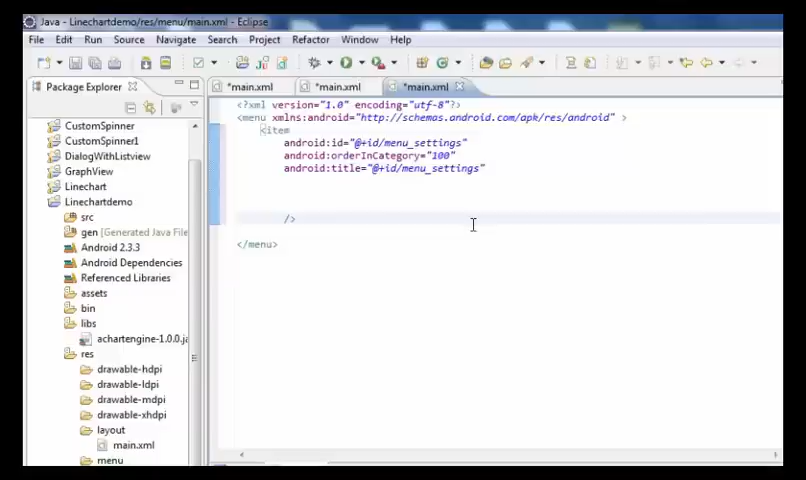 Java - Linechartdemo/res/menu/main.xml - Eclipse
File Edit Run Source Navigate Search Project Refactor Window Help
Package Explorer
*main.xml *main.xml *main.xml
CustomSpinner
CustomSpinner1
DialogWithListview
GraphView
Linechart
Linechartdemo
src
gen [Generated Java File
Android 2.3.3
Android Dependencies
Referenced Libraries
assets
bin
libs
achartengine-1.0.0.ja
res
drawable-hdpi
drawable-ldpi
drawable-mdpi
drawable-xhdpi
layout
main.xml
menu
<?xml version="1.0" encoding="utf-8"?>
<menu xmlns:android="http://schemas.android.com/apk/res/android" >
<item
android:id="@+id/menu_settings"
android:orderInCategory="100"
android:title="@+id/menu_settings"
/>
</menu>